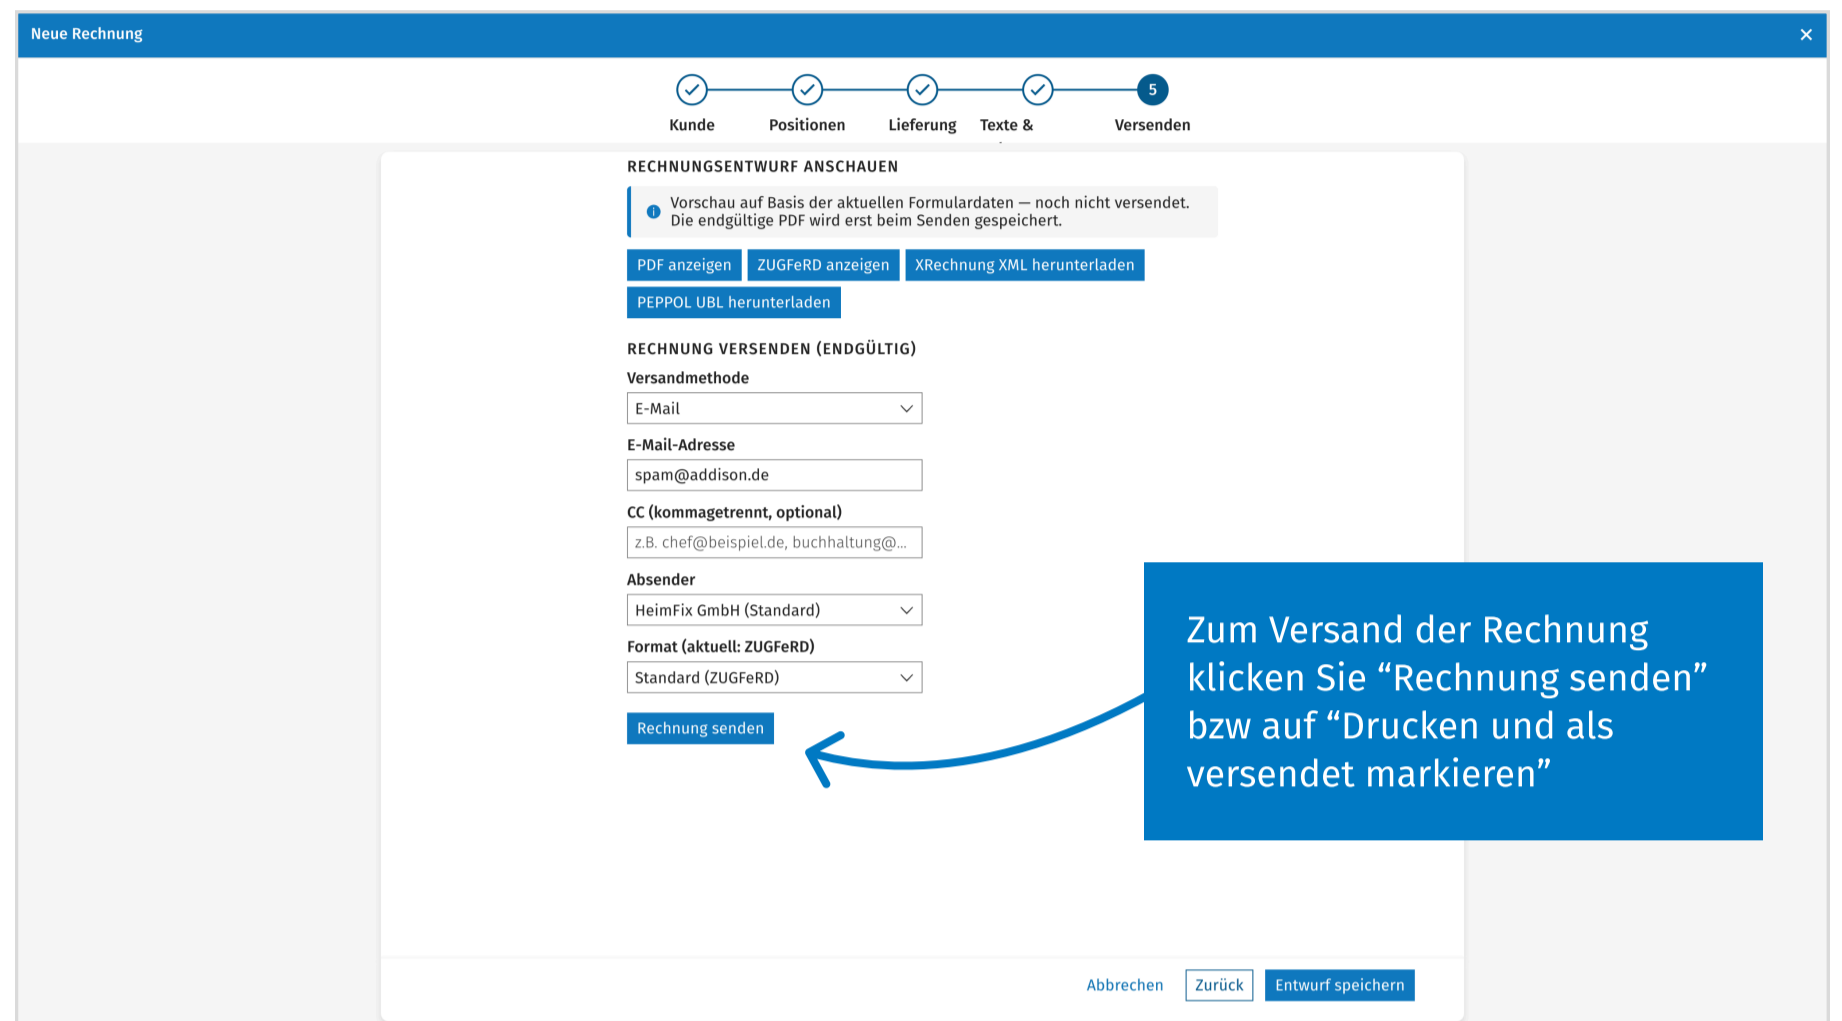 Neue Rechnung
5
Kunde
Positionen
Lieferung
Texte &
Versenden
RECHNUNGSENTWURF ANSCHAUEN
Vorschau auf Basis der aktuellen Formulardaten — noch nicht versendet.
Die endgültige PDF wird erst beim Senden gespeichert.
PDF anzeigen
ZUGFeRD anzeigen
XRechnung XML herunterladen
PEPPOL UBL herunterladen
RECHNUNG VERSENDEN (ENDGÜLTIG)
Versandmethode
E-Mail
E-Mail-Adresse
spam@addison.de
CC (kommagetrennt, optional)
z.B. chef@beispiel.de, buchhaltung@...
Absender
HeimFix GmbH (Standard)
Format (aktuell: ZUGFeRD)
Standard (ZUGFeRD)
Rechnung senden
Zum Versand der Rechnung
klicken Sie “Rechnung senden”
bzw auf “Drucken und als
versendet markieren”
Abbrechen
Zurück
Entwurf speichern